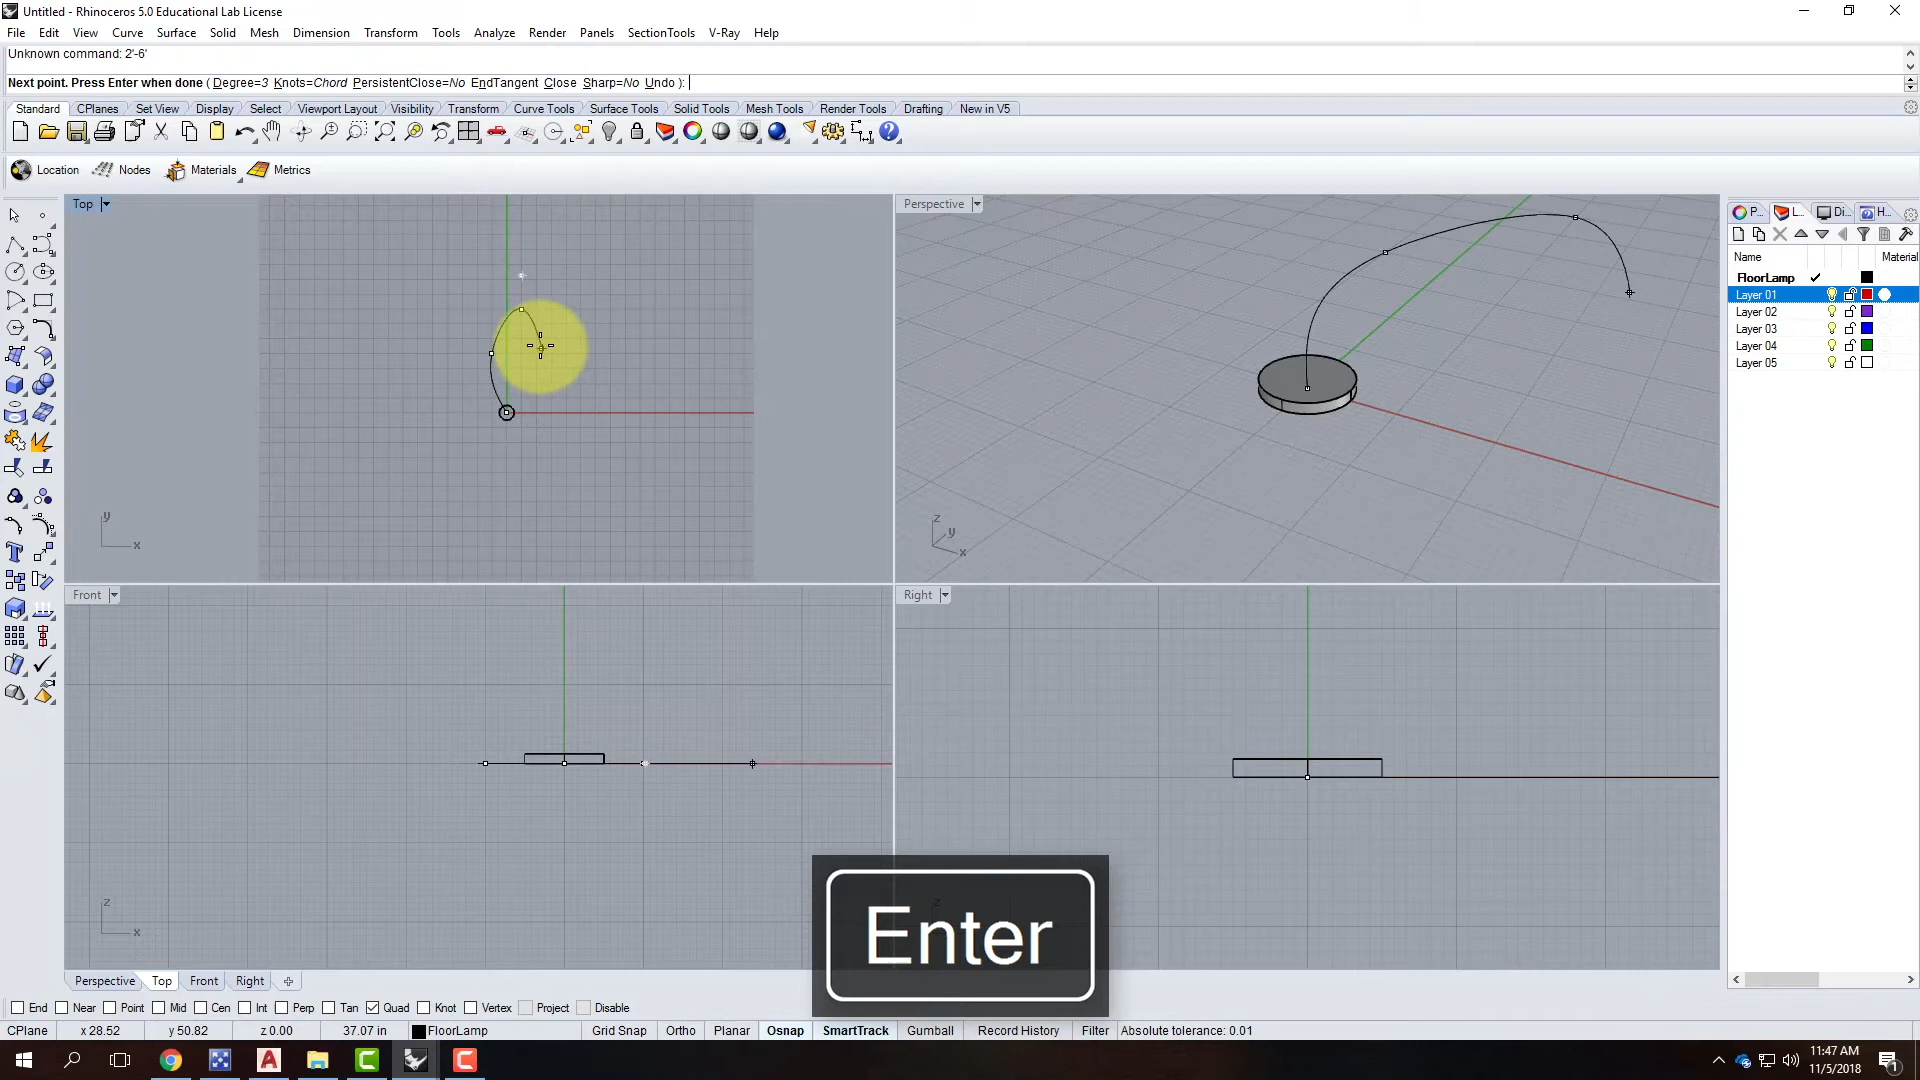 Untitled - Rhinoceros 5.0 Educational Lab License
File Edit View Curve Surface Solid Mesh Dimension Transform Tools Analyze Render Panels SectionTools V-Ray Help
Unknown command: 2'-6'
Next point. Press Enter when done ( Degree=3 Knots=Chord PersistentClose=No EndTangent Close Sharp=No Undo ):
Standard CPlanes Set View Display Select Viewport Layout Visibility Transform Curve Tools Surface Tools Solid Tools Mesh Tools Render Tools Drafting New in V5
Location Nodes Materials Metrics
Top
Perspective
P... L... Di... H...
Name Material
FloorLamp
Layer 01
Layer 02
Layer 03
Layer 04
Layer 05
y
x
z
y
x
Front
Right
z
x
Enter
Perspective Top Front Right
End Near Point Mid Cen Int Perp Tan Quad Knot Vertex Project Disable
CPlane x 28.52 y 50.82 z 0.00 37.07 in FloorLamp Grid Snap Ortho Planar Osnap SmartTrack Gumball Record History Filter Absolute tolerance: 0.01
11:47 AM
11/5/2018
1